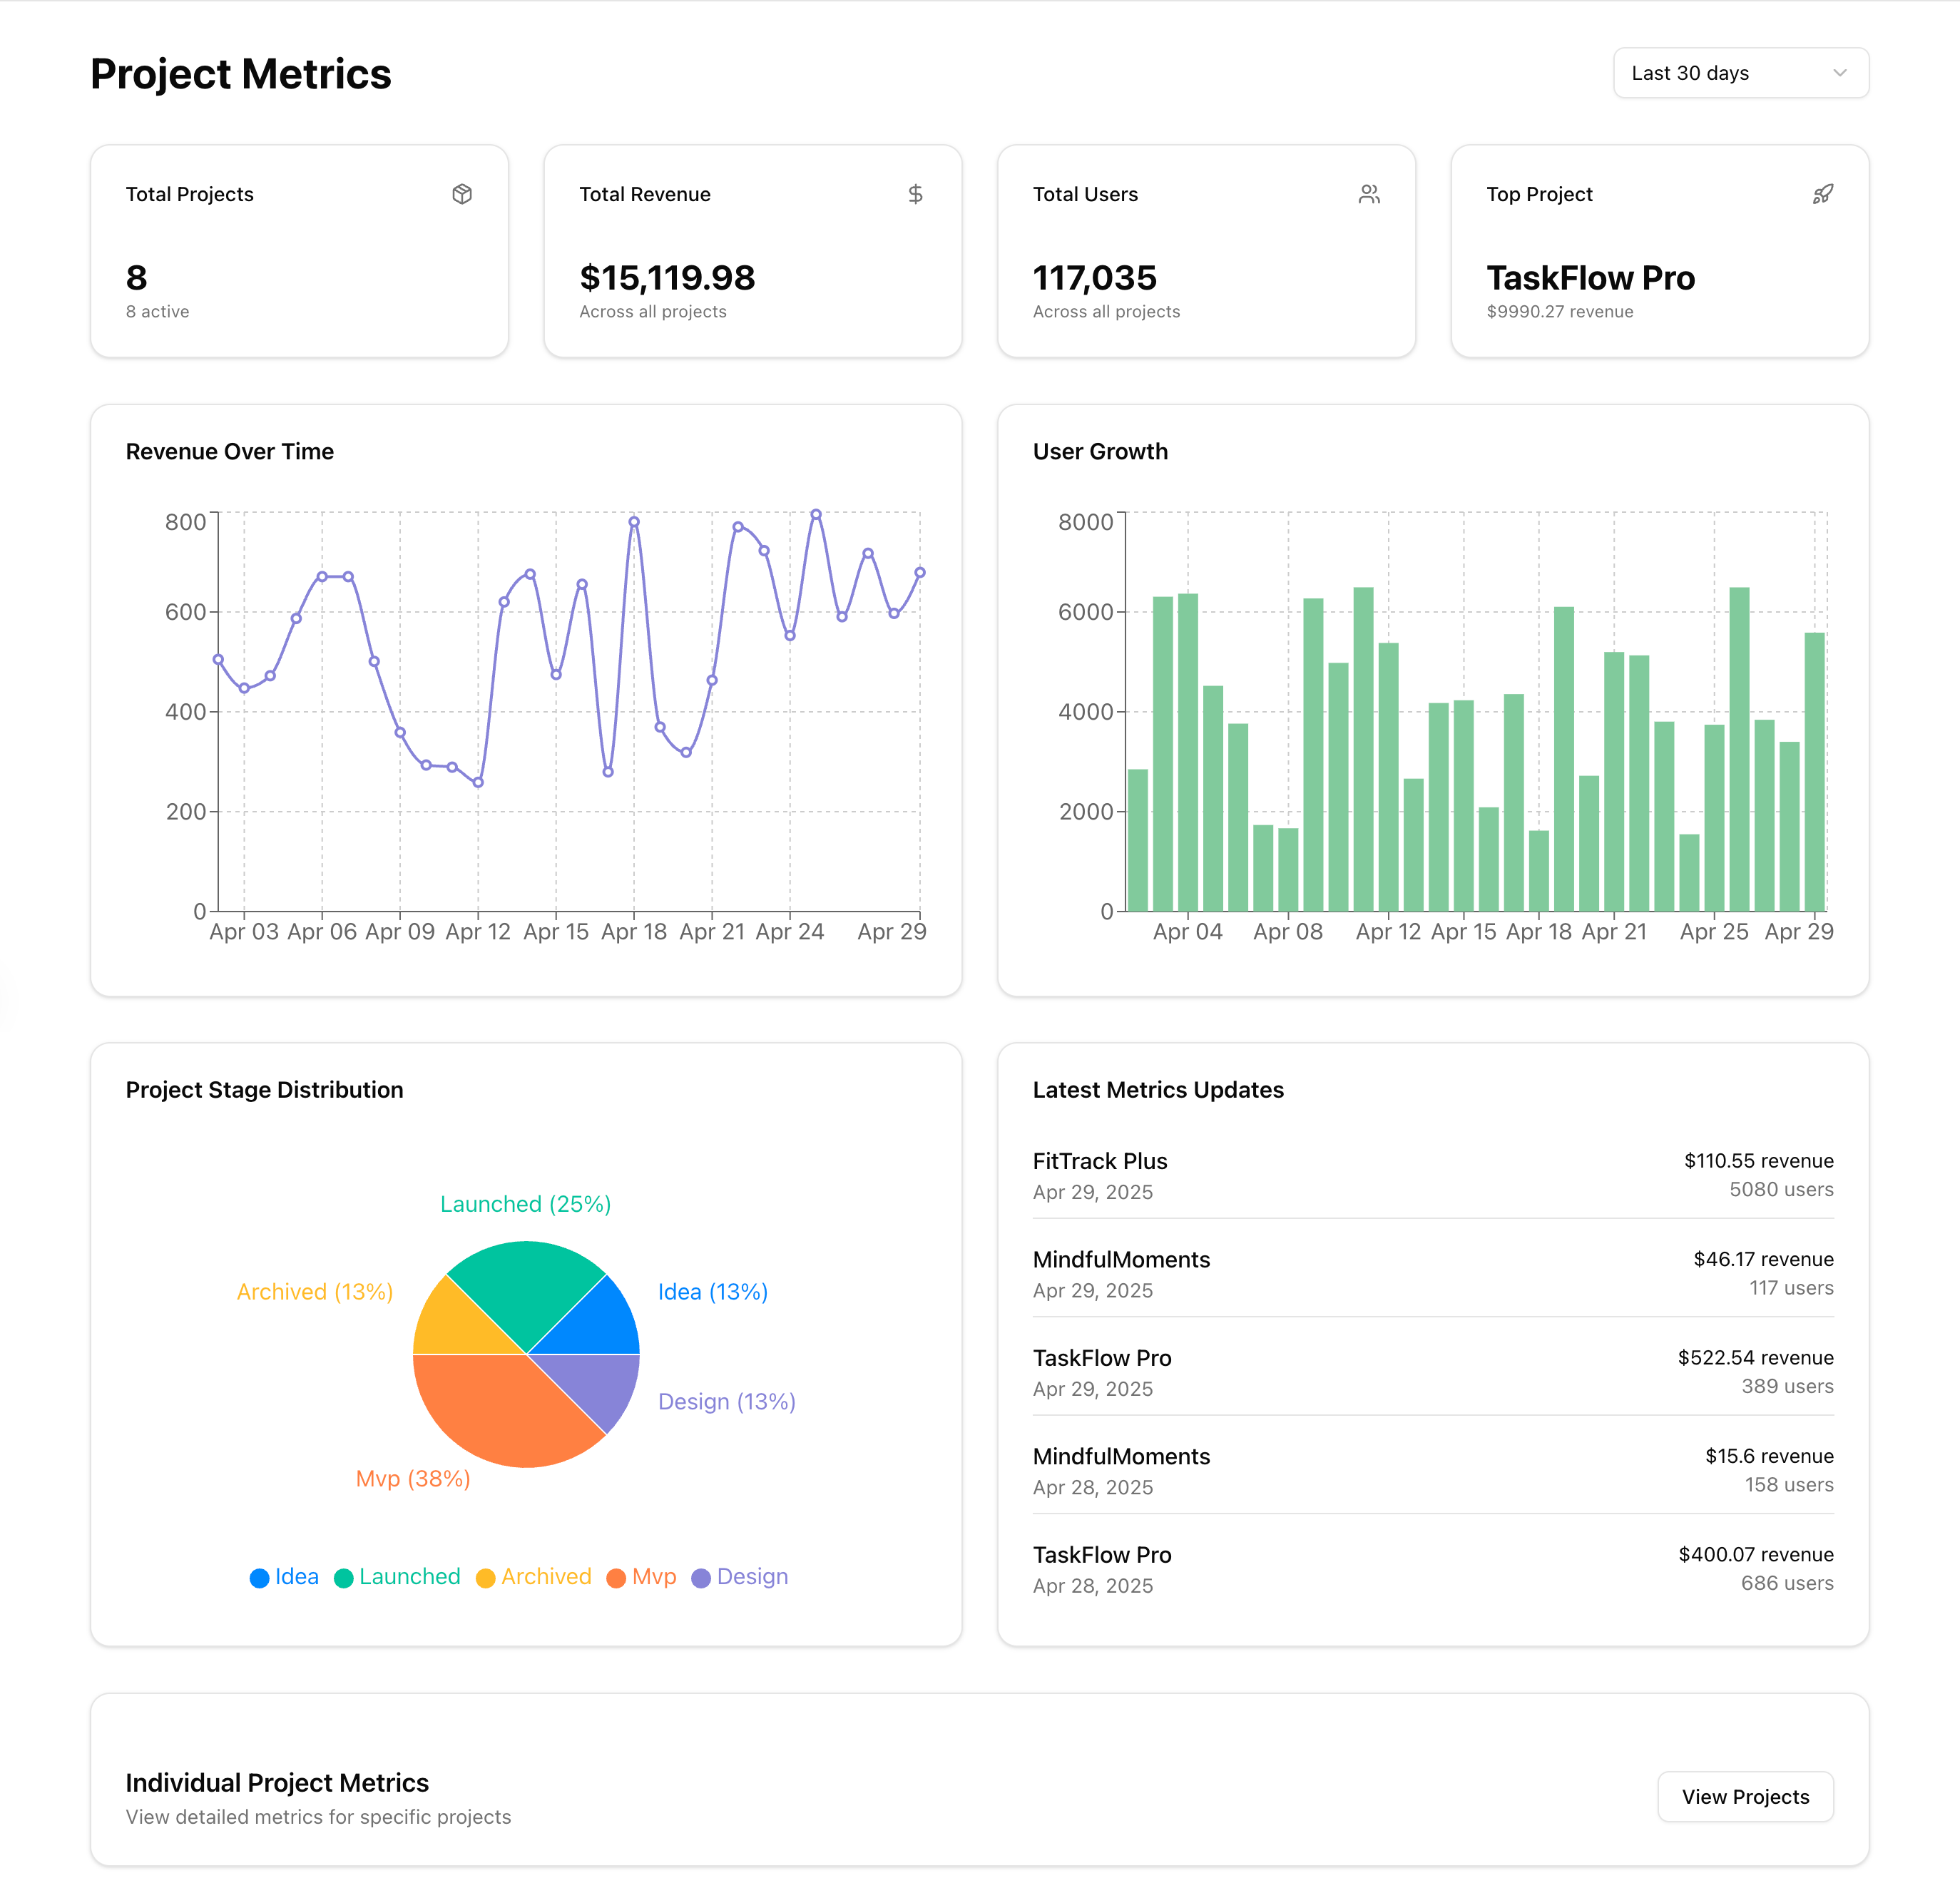 Project Metrics
Last 30 days
Total Projects
8
8 active
Total Revenue
$15,119.98
Across all projects
Total Users
117,035
Across all projects
Top Project
TaskFlow Pro
$9990.27 revenue
Revenue Over Time
800
600
400
200
0
Apr 03 Apr 06 Apr 09 Apr 12 Apr 15 Apr 18 Apr 21 Apr 24 Apr 29
User Growth
8000
6000
4000
2000
0
Apr 04 Apr 08 Apr 12 Apr 15 Apr 18 Apr 21 Apr 25 Apr 29
Project Stage Distribution
Launched (25%)
Archived (13%)
Idea (13%)
Design (13%)
Mvp (38%)
Idea Launched Archived Mvp Design
Latest Metrics Updates
FitTrack Plus
Apr 29, 2025
$110.55 revenue
5080 users
MindfulMoments
Apr 29, 2025
$46.17 revenue
117 users
TaskFlow Pro
Apr 29, 2025
$522.54 revenue
389 users
MindfulMoments
Apr 28, 2025
$15.6 revenue
158 users
TaskFlow Pro
Apr 28, 2025
$400.07 revenue
686 users
Individual Project Metrics
View detailed metrics for specific projects
View Projects